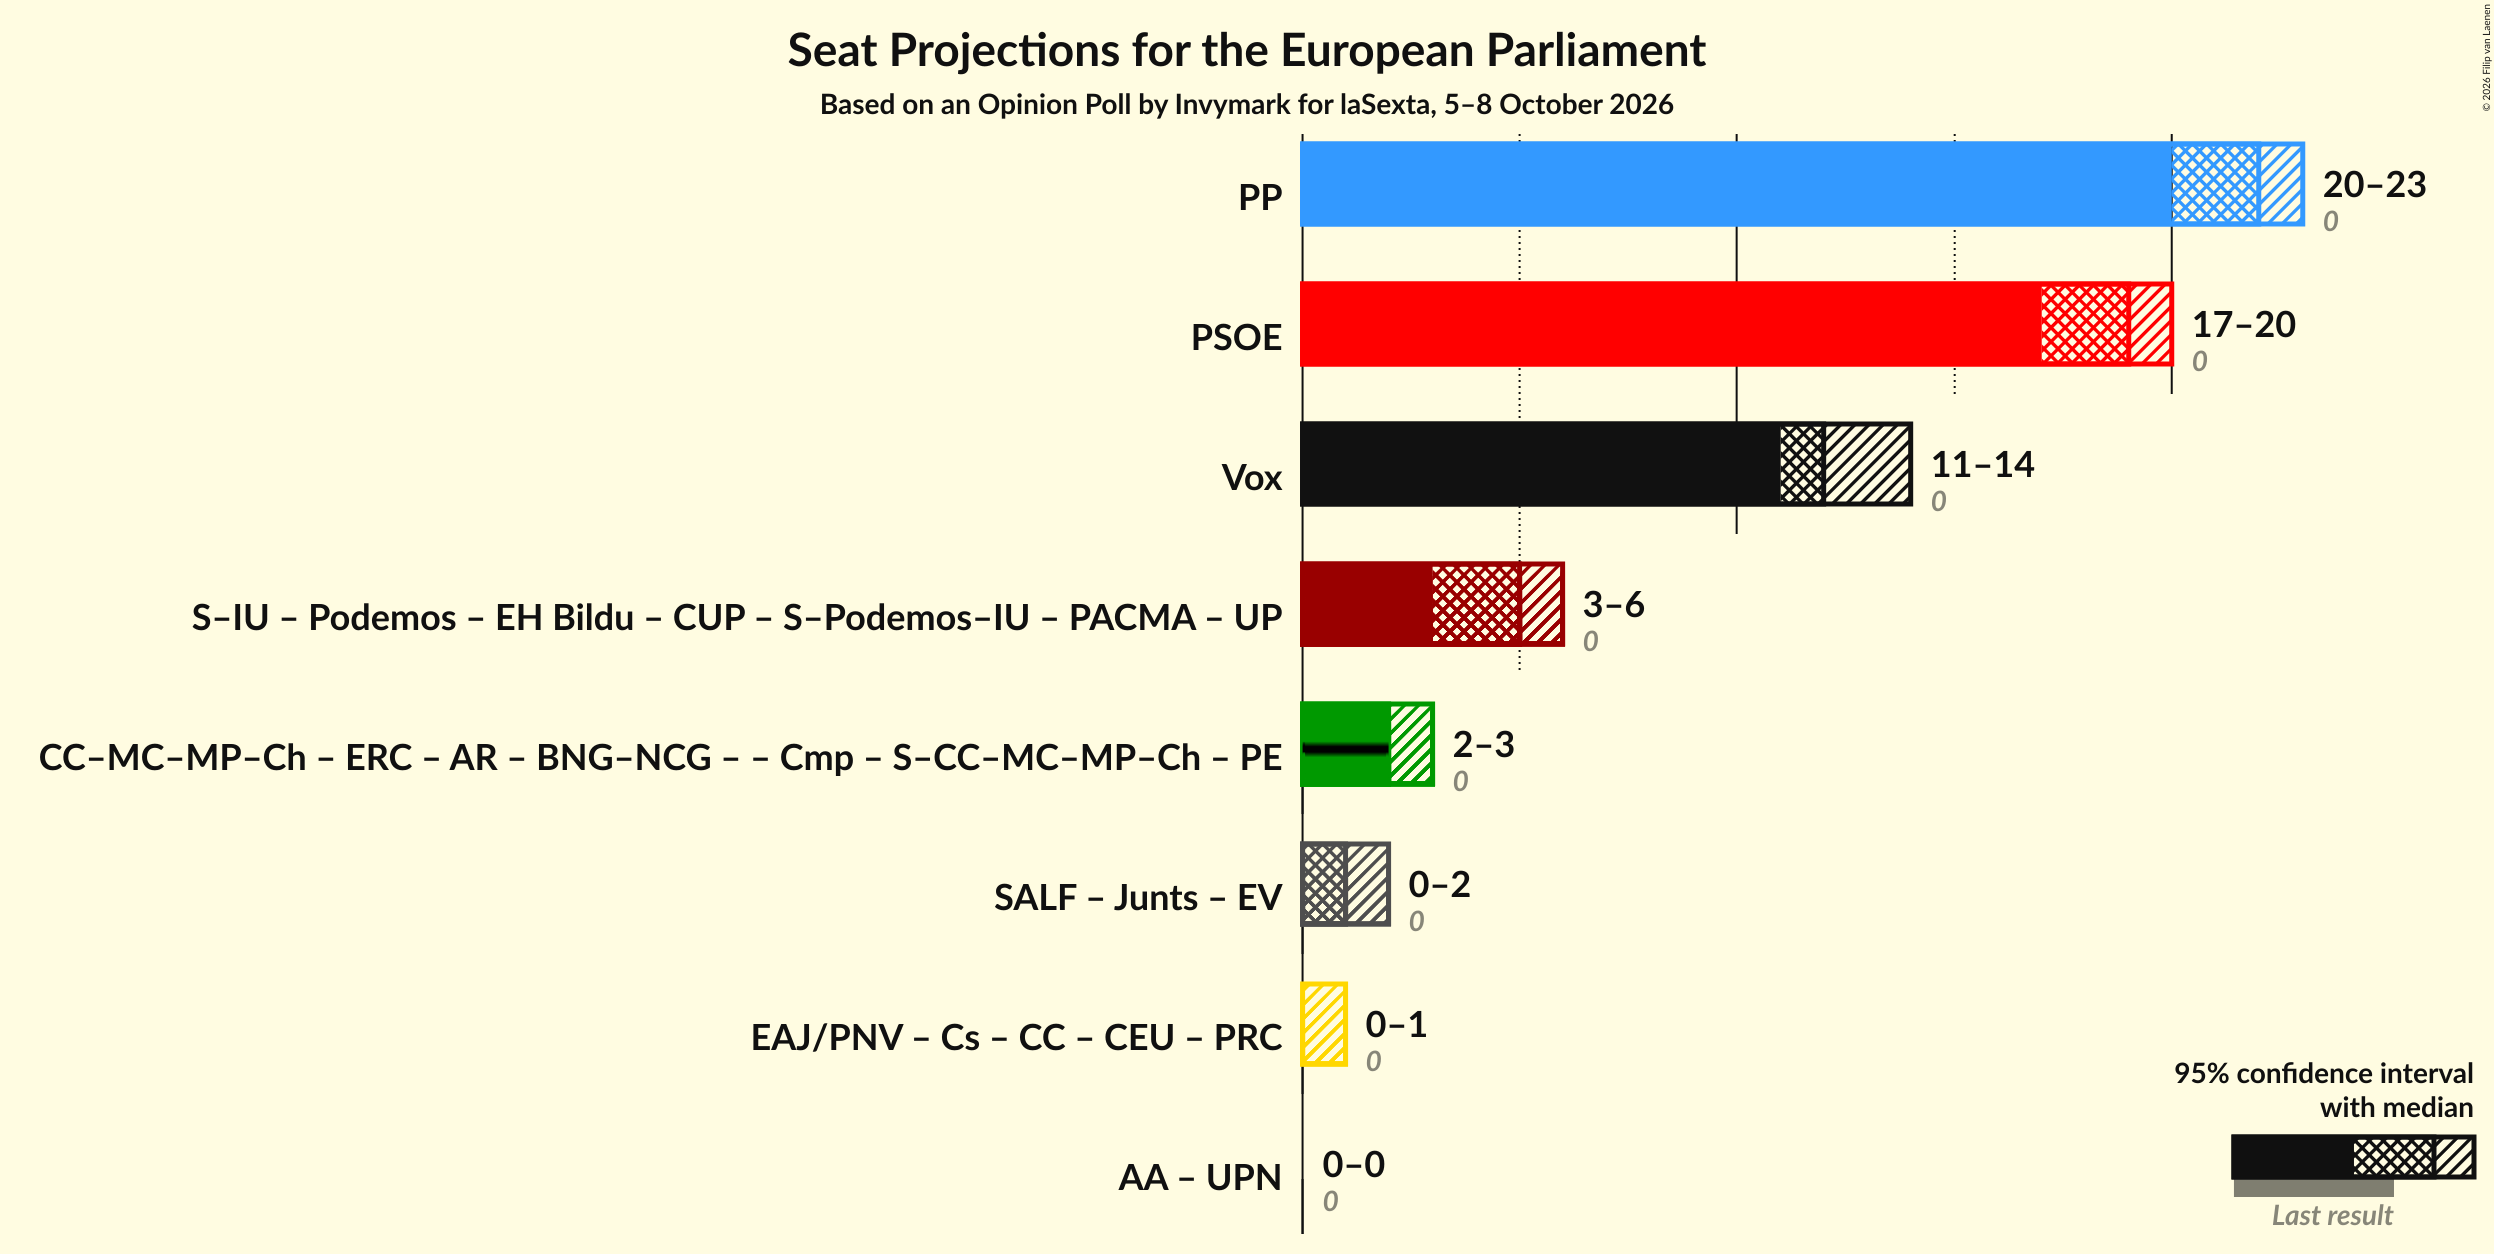 Seat Projections for the European Parliament
Based on an Opinion Poll by Invymark for laSexta, 5–8 October 2026
© 2026 Filip van Laenen
PP
20–23
0
PSOE
17–20
0
Vox
11–14
0
S–IU – Podemos – EH Bildu – CUP – S–Podemos–IU – PACMA – UP
3–6
0
CC–MC–MP–Ch – ERC – AR – BNG–NCG – – Cmp – S–CC–MC–MP–Ch – PE
2–3
0
SALF – Junts – EV
0–2
0
EAJ/PNV – Cs – CC – CEU – PRC
0–1
0
AA – UPN
0–0
0
95% confidence interval
with median
Last result